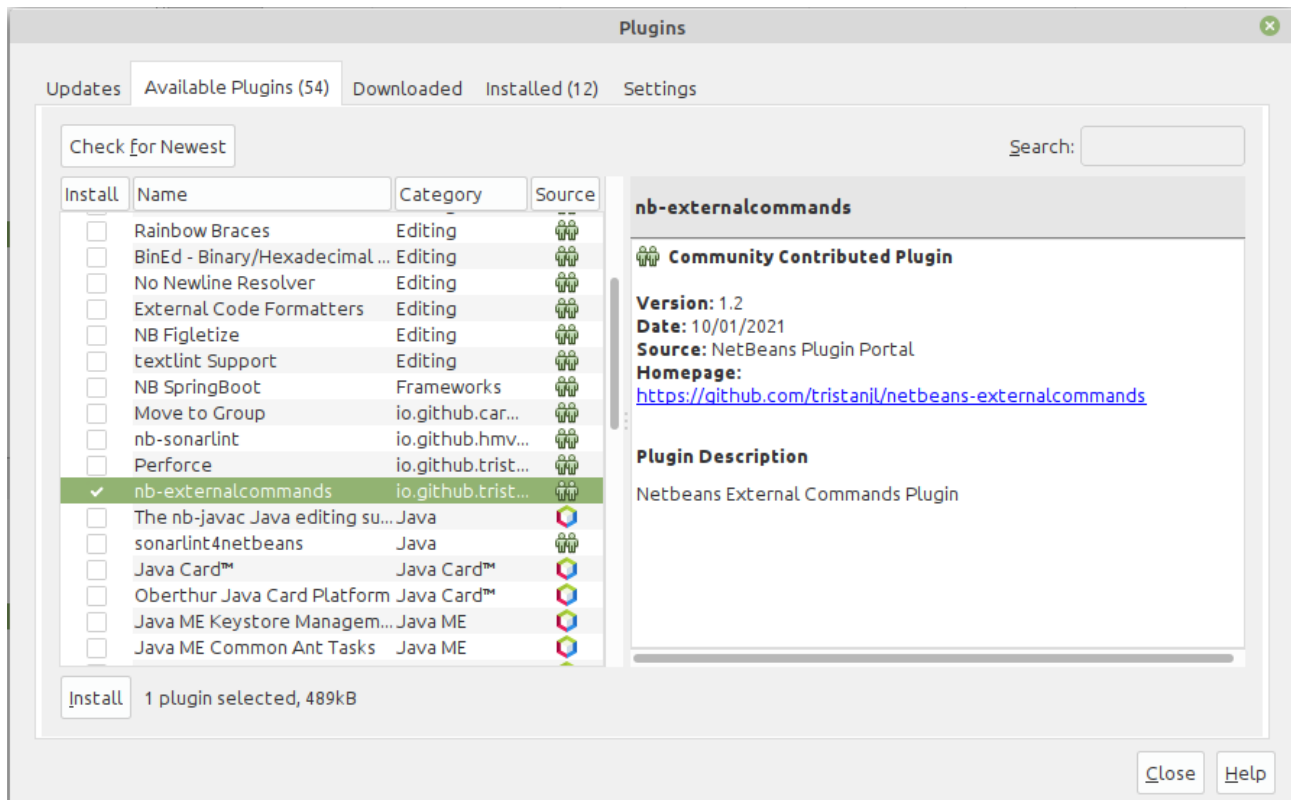 Plugins
Updates Available Plugins (54) Downloaded Installed (12) Settings
Check for Newest Search:
Install Name Category Source
Rainbow Braces Editing
BinEd - Binary/Hexadecimal ... Editing
No Newline Resolver Editing
External Code Formatters Editing
NB Figletize Editing
textlint Support Editing
NB SpringBoot Frameworks
Move to Group io.github.car...
nb-sonarlint io.github.hmv...
Perforce io.github.trist...
nb-externalcommands io.github.trist...
The nb-javac Java editing su... Java
sonarlint4netbeans Java
Java Card™ Java Card™
Oberthur Java Card Platform Java Card™
Java ME Keystore Managem... Java ME
Java ME Common Ant Tasks Java ME
nb-externalcommands
Community Contributed Plugin
Version: 1.2
Date: 10/01/2021
Source: NetBeans Plugin Portal
Homepage:
https://github.com/tristanjl/netbeans-externalcommands
Plugin Description
Netbeans External Commands Plugin
Install 1 plugin selected, 489kB
Close Help